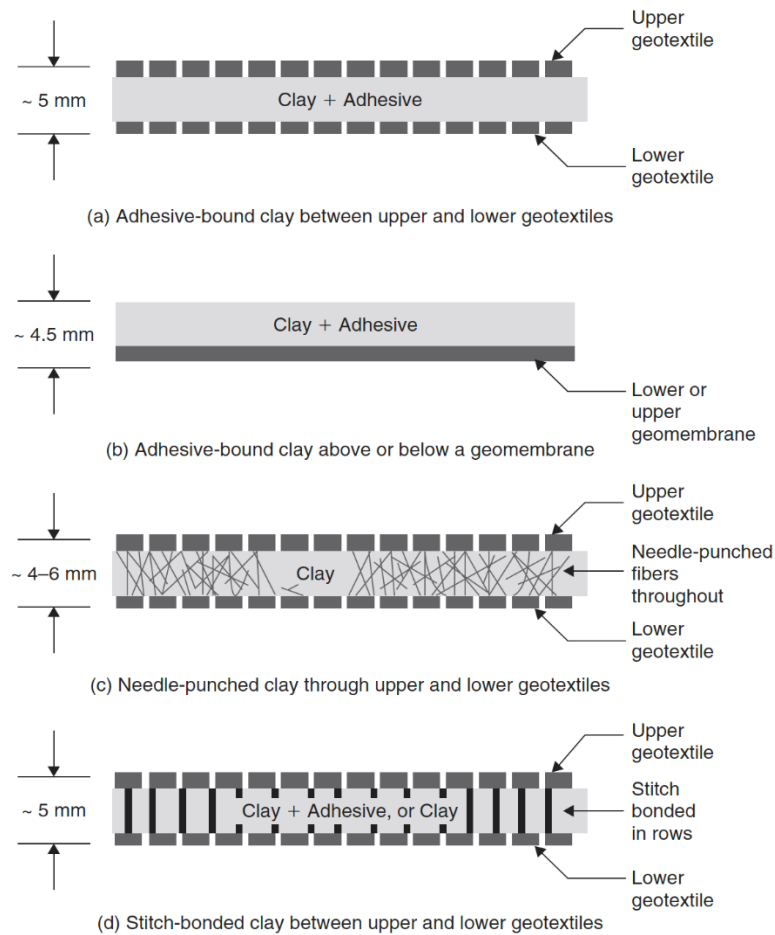 Upper
geotextile
~ 5 mm
Clay + Adhesive
Lower
geotextile
(a) Adhesive-bound clay between upper and lower geotextiles
~ 4.5 mm
Clay + Adhesive
Lower or
upper
geomembrane
(b) Adhesive-bound clay above or below a geomembrane
Upper
geotextile
~ 4–6 mm
Clay
Needle-punched
fibers
throughout
Lower
geotextile
(c) Needle-punched clay through upper and lower geotextiles
Upper
geotextile
~ 5 mm
Clay + Adhesive, or Clay
Stitch
bonded
in rows
Lower
geotextile
(d) Stitch-bonded clay between upper and lower geotextiles